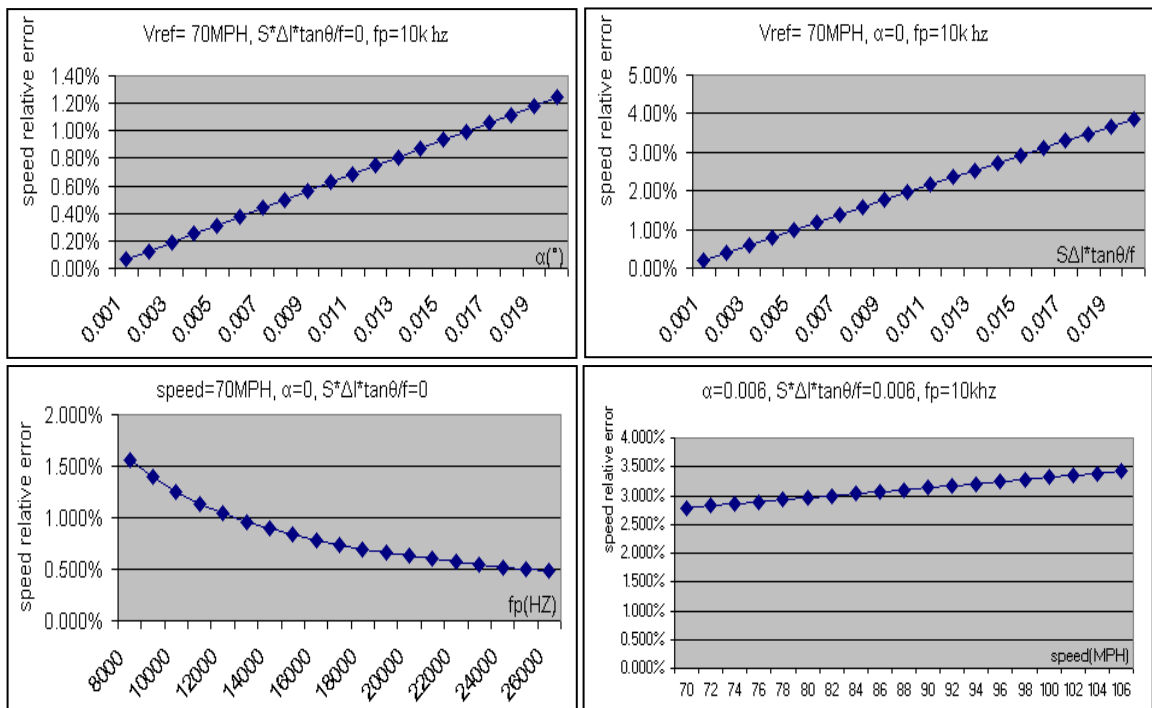 Vref= 70MPH, S*Δl*tanθ/f=0, fp=10k hz
speed relative error
1.40%
1.20%
1.00%
0.80%
0.60%
0.40%
0.20%
0.00%
α(°)
0.001 0.003 0.005 0.007 0.009 0.011 0.013 0.015 0.017 0.019
Vref= 70MPH, α=0, fp=10k hz
speed relative error
5.00%
4.00%
3.00%
2.00%
1.00%
0.00%
SΔl*tanθ/f
0.001 0.003 0.005 0.007 0.009 0.011 0.013 0.015 0.017 0.019
speed=70MPH, α=0, S*Δl*tanθ/f=0
speed relative error
2.000%
1.500%
1.000%
0.500%
0.000%
fp(HZ)
8000 10000 12000 14000 16000 18000 20000 22000 24000 26000
α=0.006, S*Δl*tanθ/f=0.006, fp=10khz
speed relative error
4.000%
3.500%
3.000%
2.500%
2.000%
1.500%
1.000%
0.500%
0.000%
speed(MPH)
70 72 74 76 78 80 82 84 86 88 90 92 94 96 98 100 102 104 106